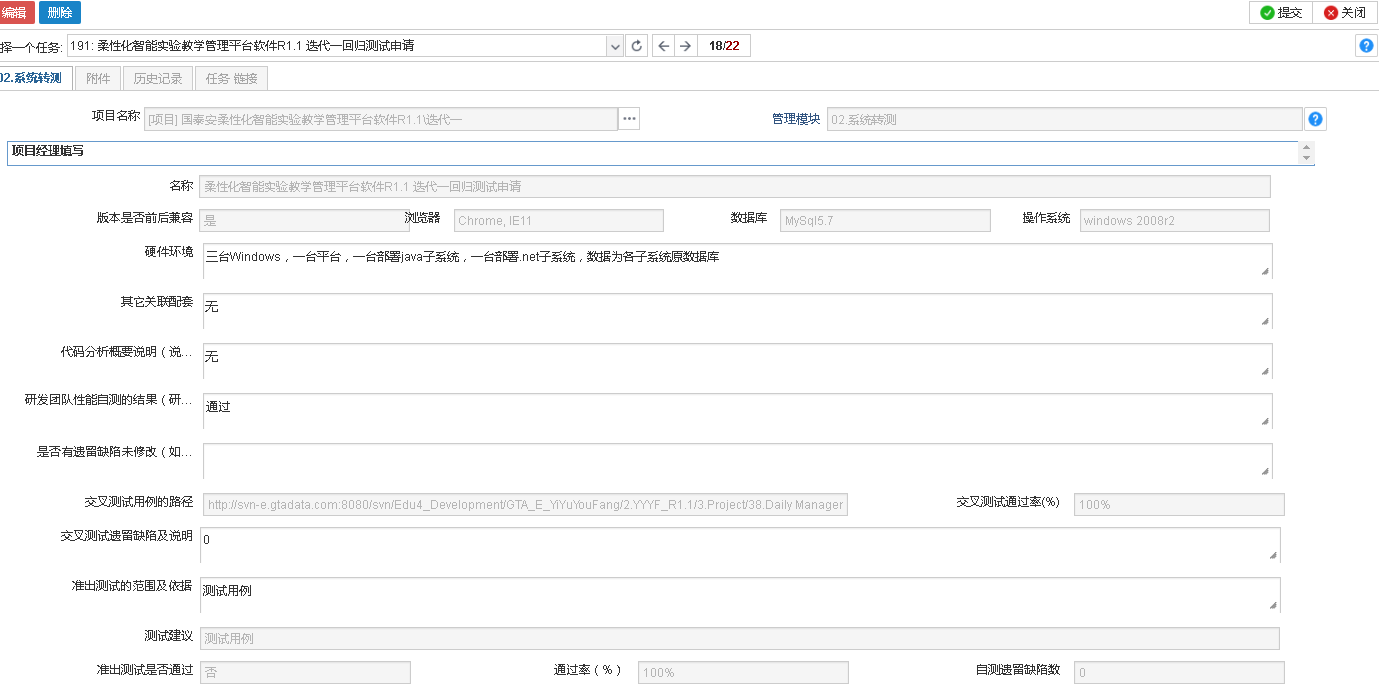 编辑 删除 提交 关闭
择一个任务: 191: 柔性化智能实验教学管理平台软件R1.1 迭代一回归测试申请 18/22
02.系统转测 附件 历史记录 任务 链接
项目名称 [项目] 国泰安柔性化智能实验教学管理平台软件R1.1\迭代一 管理模块 02.系统转测
项目经理填写
名称 柔性化智能实验教学管理平台软件R1.1 迭代一回归测试申请
版本是否前后兼容 是 浏览器 Chrome, IE11 数据库 MySql5.7 操作系统 windows 2008r2
硬件环境 三台Windows，一台平台，一台部署java子系统，一台部署.net子系统，数据为各子系统原数据库
其它关联配套 无
代码分析概要说明（说... 无
研发团队性能自测的结果（研... 通过
是否有遗留缺陷未修改（如...
交叉测试用例的路径 http://svn-e.gtadata.com:8080/svn/Edu4_Development/GTA_E_YiYuYouFang/2.YYYF_R1.1/3.Project/38.Daily Manager 交叉测试通过率(%) 100%
交叉测试遗留缺陷及说明 0
准出测试的范围及依据 测试用例
测试建议 测试用例
准出测试是否通过 否 通过率（%） 100% 自测遗留缺陷数 0